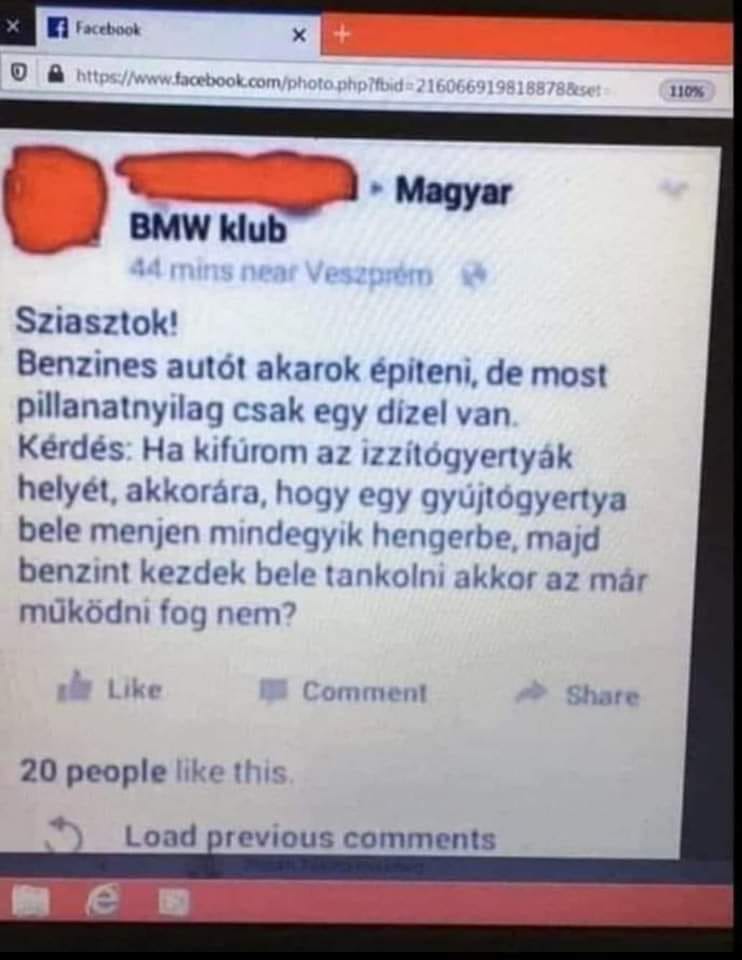 Facebook
https://www.facebook.com/photo.php?fbid=216066919818878&set
110%
Magyar
BMW klub
44 mins near Veszprém
Sziasztok!
Benzines autót akarok építeni, de most
pillanatnyilag csak egy dízel van.
Kérdés: Ha kifúrom az izzítógyertyák
helyét, akkorára, hogy egy gyújtógyertya
bele menjen mindegyik hengerbe, majd
benzint kezdek bele tankolni akkor az már
működni fog nem?
Like Comment Share
20 people like this.
Load previous comments